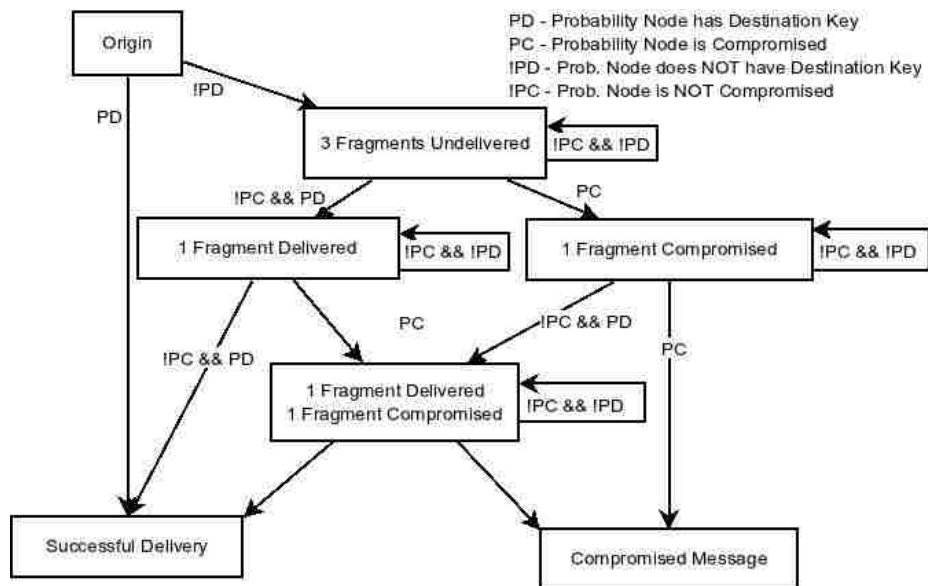 PD - Probability Node has Destination Key
PC - Probability Node is Compromised
!PD - Prob. Node does NOT have Destination Key
!PC - Prob. Node is NOT Compromised
Origin
!PD
PD
3 Fragments Undelivered
!PC && !PD
!PC && PD
PC
1 Fragment Delivered
!PC && !PD
1 Fragment Compromised
!PC && !PD
PC
!PC && PD
PC
!PC && PD
1 Fragment Delivered
1 Fragment Compromised
!PC && !PD
Successful Delivery
Compromised Message